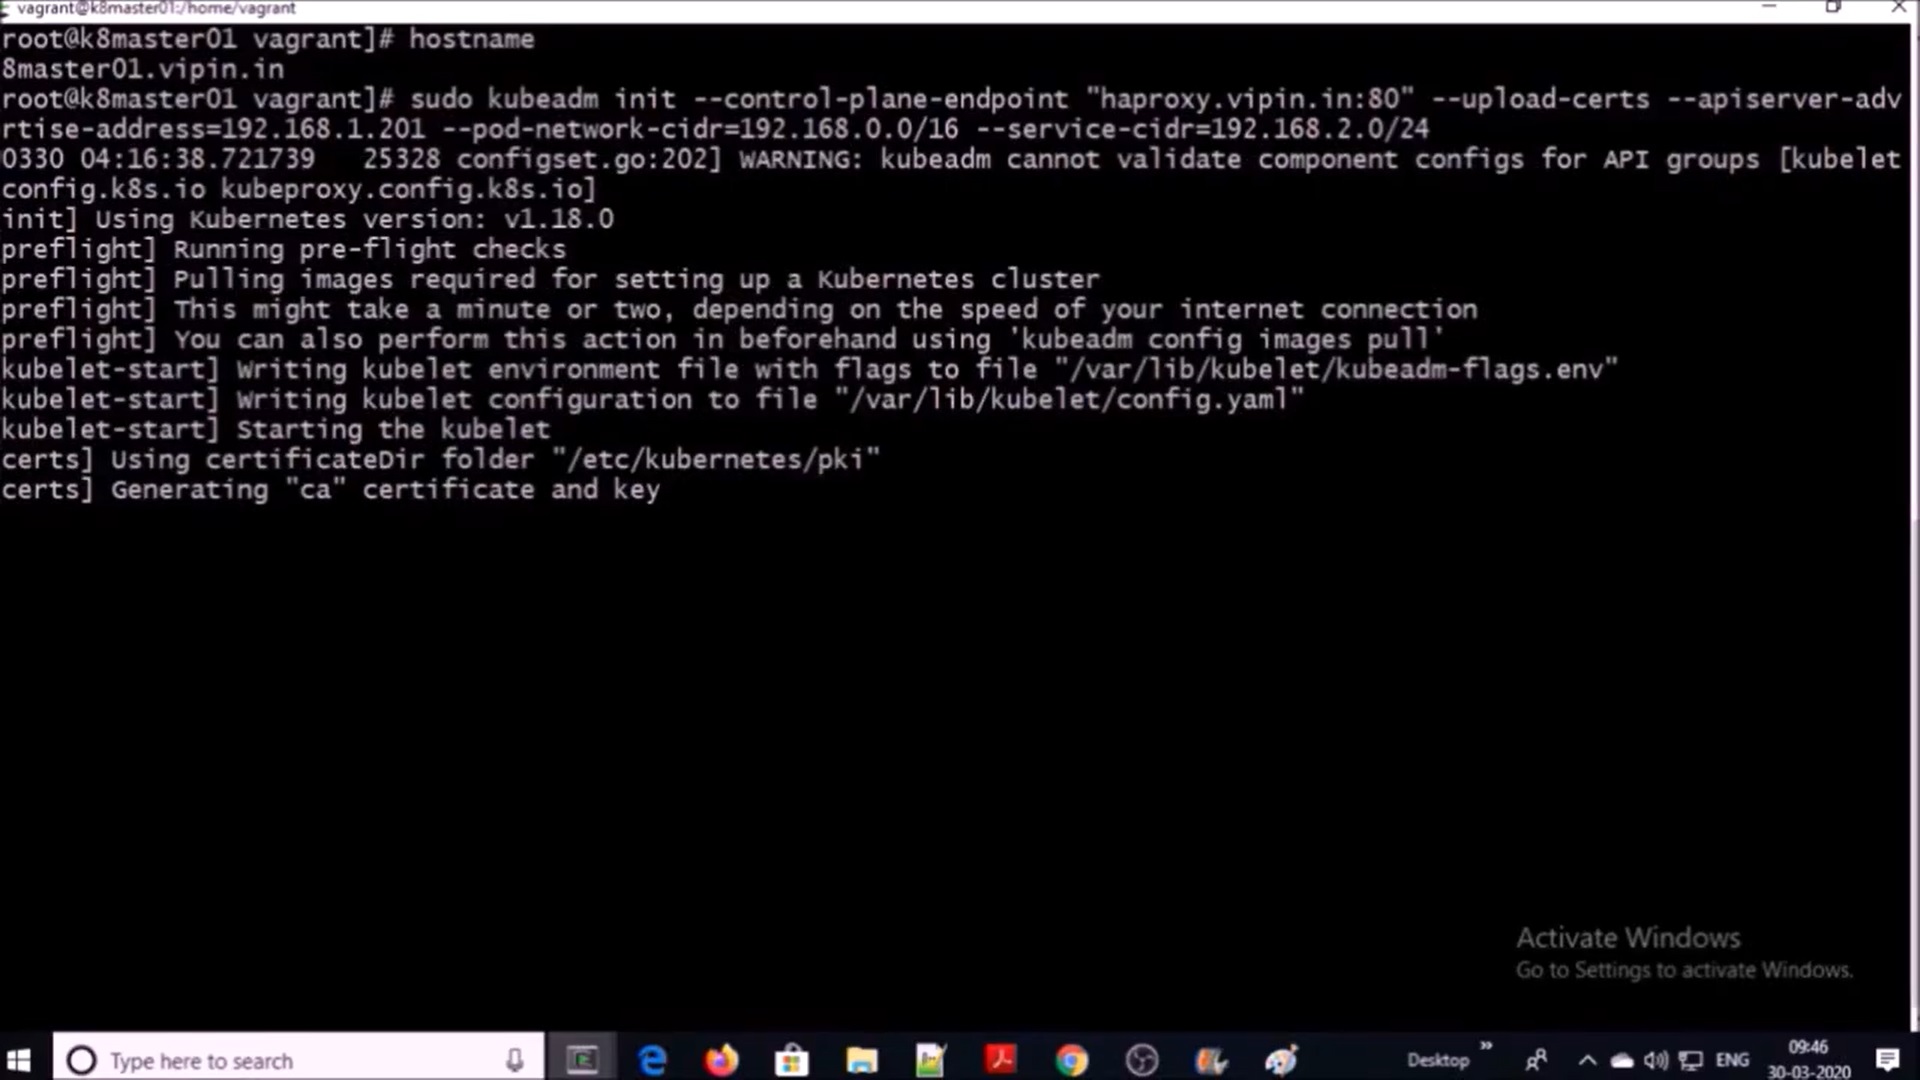 vagrant@k8master01:/home/vagrant
root@k8master01 vagrant]# hostname
8master01.vipin.in
root@k8master01 vagrant]# sudo kubeadm init --control-plane-endpoint "haproxy.vipin.in:80" --upload-certs --apiserver-adv
rtise-address=192.168.1.201 --pod-network-cidr=192.168.0.0/16 --service-cidr=192.168.2.0/24
0330 04:16:38.721739   25328 configset.go:202] WARNING: kubeadm cannot validate component configs for API groups [kubelet
config.k8s.io kubeproxy.config.k8s.io]
init] Using Kubernetes version: v1.18.0
preflight] Running pre-flight checks
preflight] Pulling images required for setting up a Kubernetes cluster
preflight] This might take a minute or two, depending on the speed of your internet connection
preflight] You can also perform this action in beforehand using 'kubeadm config images pull'
kubelet-start] Writing kubelet environment file with flags to file "/var/lib/kubelet/kubeadm-flags.env"
kubelet-start] Writing kubelet configuration to file "/var/lib/kubelet/config.yaml"
kubelet-start] Starting the kubelet
certs] Using certificateDir folder "/etc/kubernetes/pki"
certs] Generating "ca" certificate and key
Activate Windows
Go to Settings to activate Windows.
Type here to search
Desktop
ENG
09:46
30-03-2020